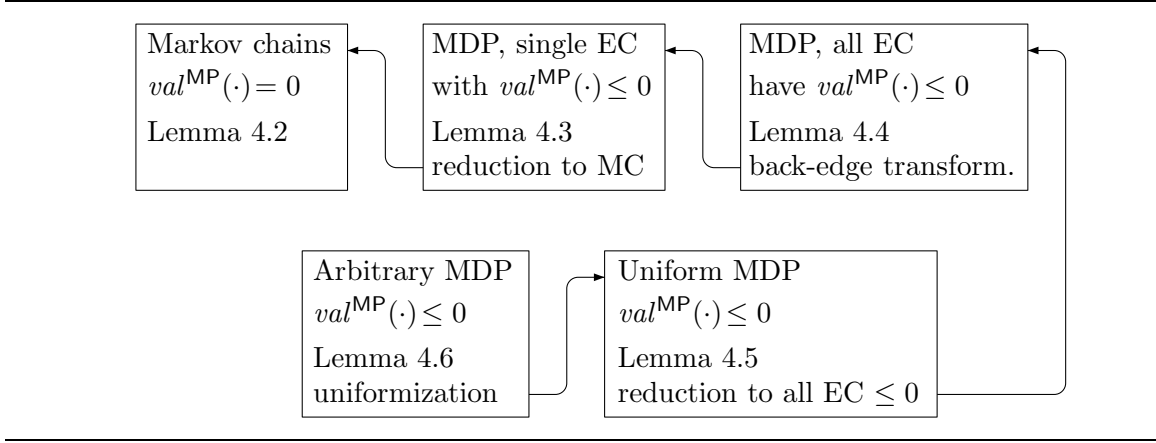 Markov chains
val^MP(·) = 0
Lemma 4.2
MDP, single EC
with val^MP(·) ≤ 0
Lemma 4.3
reduction to MC
MDP, all EC
have val^MP(·) ≤ 0
Lemma 4.4
back-edge transform.
Arbitrary MDP
val^MP(·) ≤ 0
Lemma 4.6
uniformization
Uniform MDP
val^MP(·) ≤ 0
Lemma 4.5
reduction to all EC ≤ 0